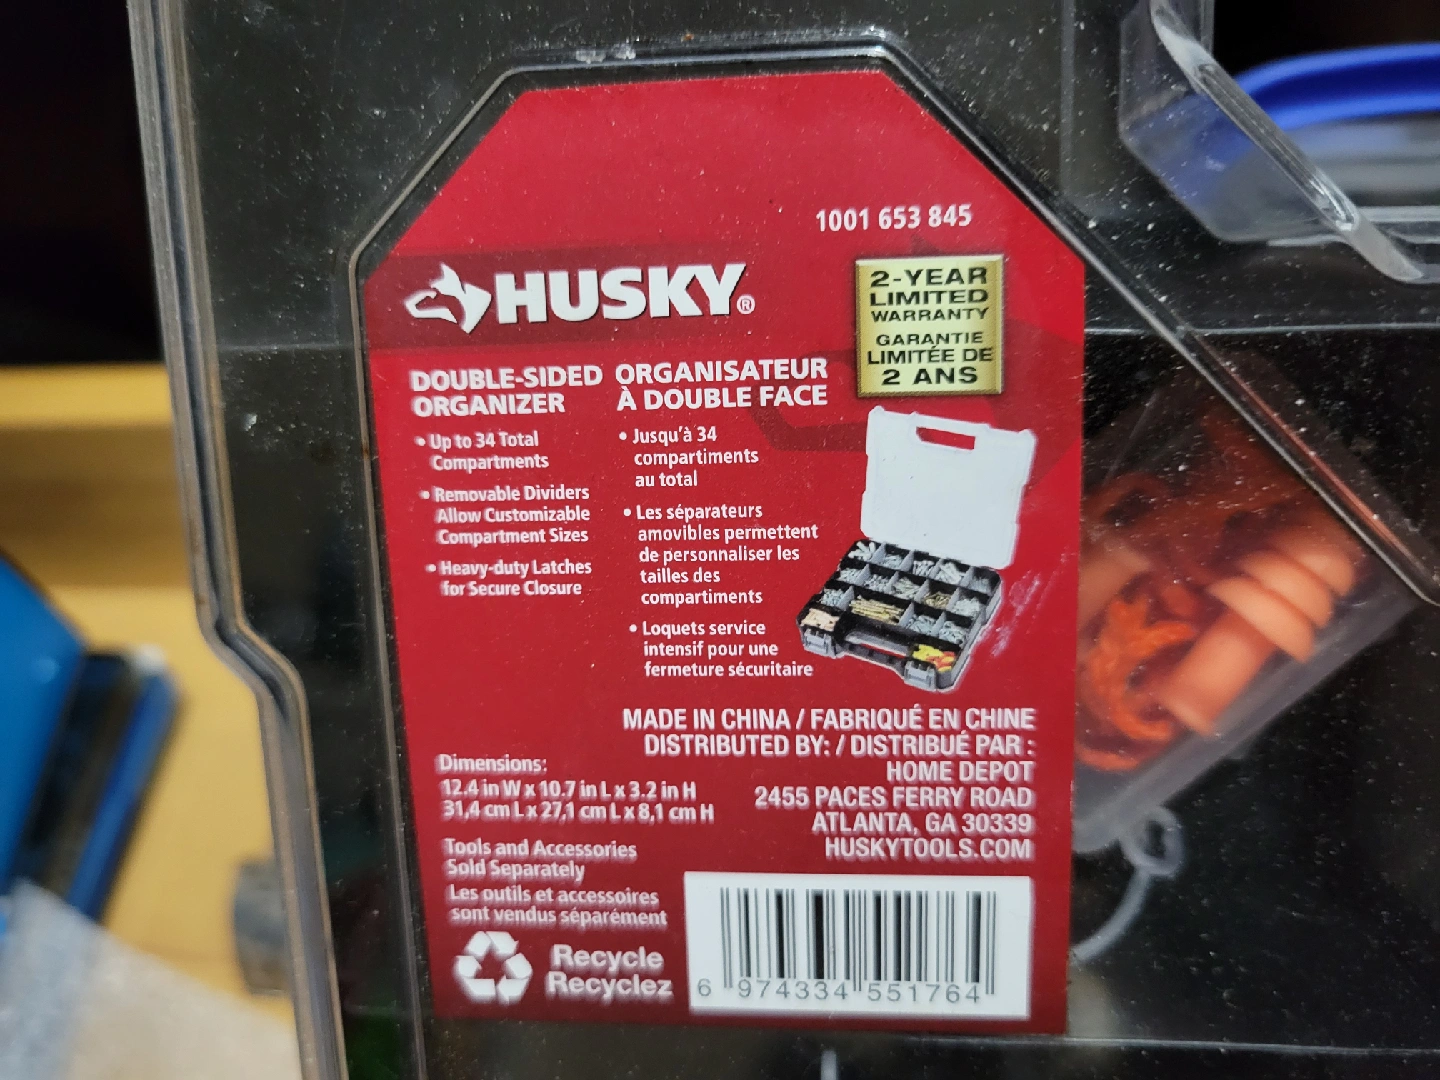 1001 653 845
HUSKY®
2-YEAR
LIMITED
WARRANTY
GARANTIE
LIMITÉE DE
2 ANS
DOUBLE-SIDED
ORGANIZER
• Up to 34 Total
Compartments
• Removable Dividers
Allow Customizable
Compartment Sizes
• Heavy-duty Latches
for Secure Closure
ORGANISATEUR
À DOUBLE FACE
• Jusqu'à 34
compartiments
au total
• Les séparateurs
amovibles permettent
de personnaliser les
tailles des
compartiments
• Loquets service
intensif pour une
fermeture sécuritaire
MADE IN CHINA / FABRIQUÉ EN CHINE
DISTRIBUTED BY: / DISTRIBUÉ PAR :
HOME DEPOT
2455 PACES FERRY ROAD
ATLANTA, GA 30339
HUSKYTOOLS.COM
Dimensions:
12.4 in W x 10.7 in L x 3.2 in H
31,4 cm L x 27,1 cm L x 8,1 cm H
Tools and Accessories
Sold Separately
Les outils et accessoires
sont vendus séparément
Recycle
Recyclez
6 974334 551764